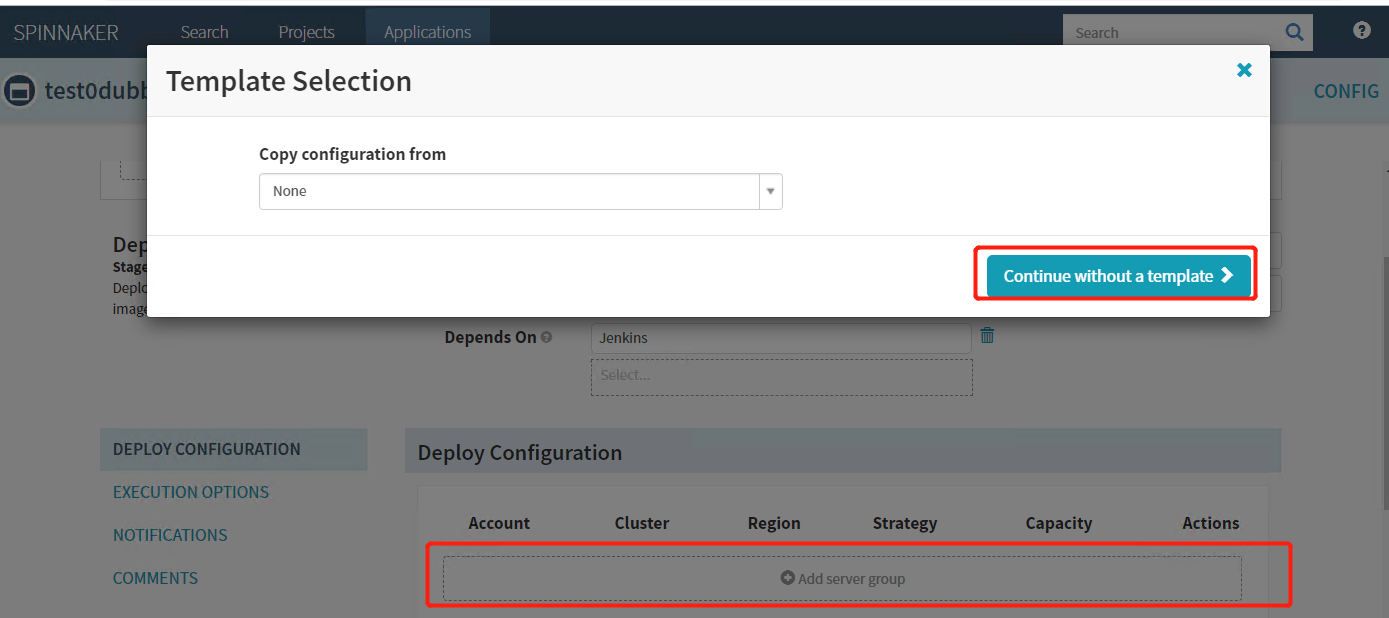 SPINNAKER Search Projects Applications Search
test0dubb CONFIG
Template Selection
Copy configuration from
None
Continue without a template
Dep
Stage
Deplo
image
Depends On Jenkins
Select...
DEPLOY CONFIGURATION
EXECUTION OPTIONS
NOTIFICATIONS
COMMENTS
Deploy Configuration
Account Cluster Region Strategy Capacity Actions
Add server group